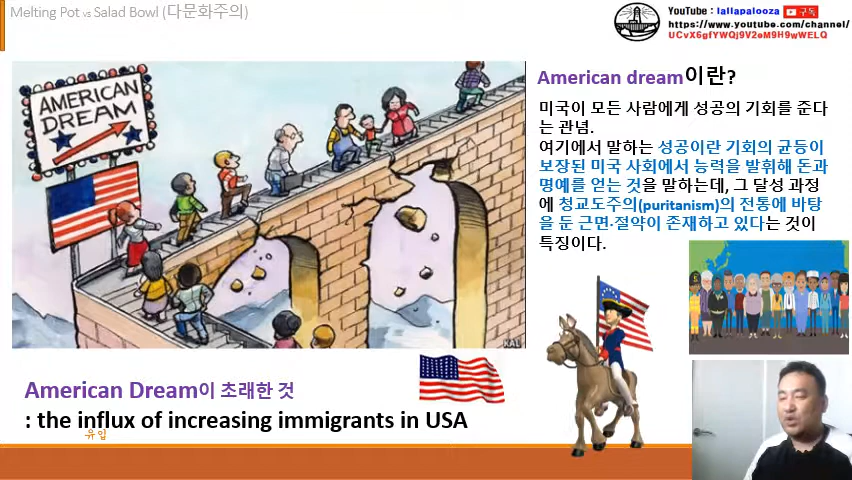 Melting Pot vs Salad Bowl (다문화주의)
YouTube : lallapalooza 구독
https://www.youtube.com/channel/
UCvX6gfYWQj9V2eM9H9wWELQ
AMERICAN
DREAM
KAL
American dream이란?
미국이 모든 사람에게 성공의 기회를 준다
는 관념.
여기에서 말하는 성공이란 기회의 균등이
보장된 미국 사회에서 능력을 발휘해 돈과
명예를 얻는 것을 말하는데, 그 달성 과정
에 청교도주의(puritanism)의 전통에 바탕
을 둔 근면·절약이 존재하고 있다는 것이
특징이다.
American Dream이 초래한 것
: the influx of increasing immigrants in USA
유입